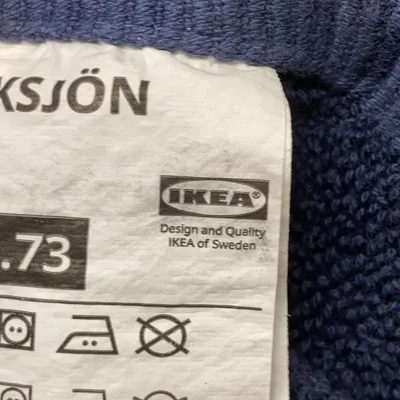 KSJÖN
IKEA®
Design and Quality
IKEA of Sweden
.73